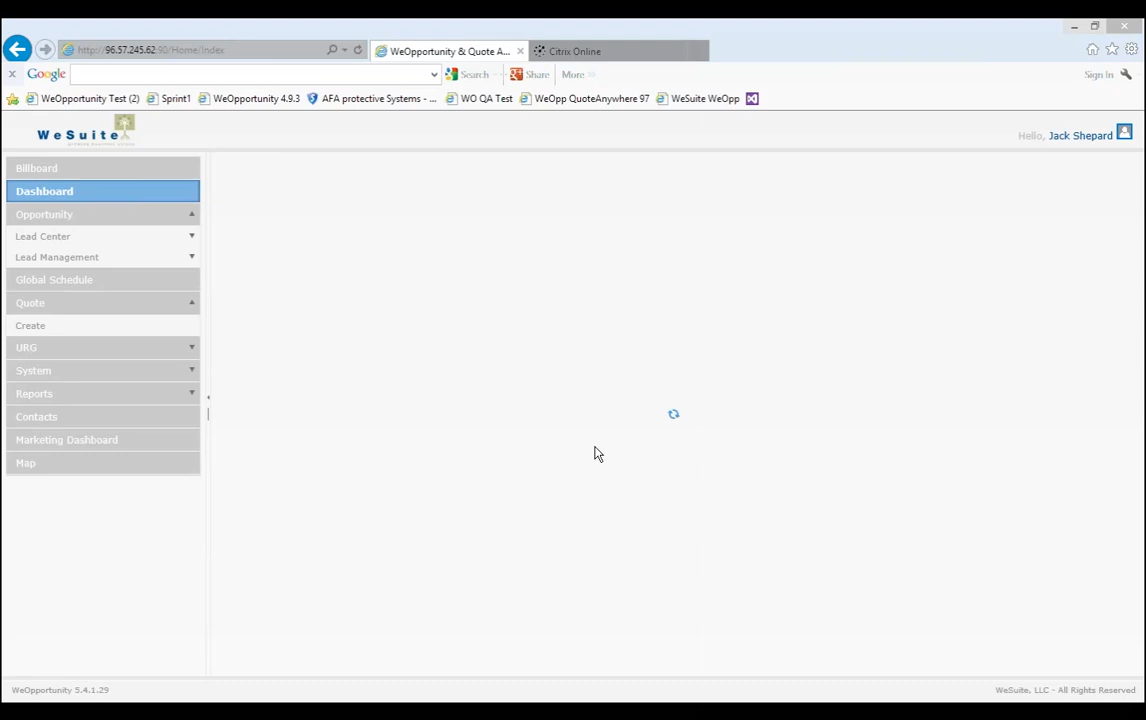 http://96.57.245.62:90/Home/Index
WeOpportunity & Quote A...
Citrix Online
Google
Search
Share
More
Sign In
WeOpportunity Test (2)
Sprint1
WeOpportunity 4.9.3
AFA protective Systems - ...
WO QA Test
WeOpp QuoteAnywhere 97
WeSuite WeOpp
WeSuite
Hello, Jack Shepard
Billboard
Dashboard
Opportunity
Lead Center
Lead Management
Global Schedule
Quote
Create
URG
System
Reports
Contacts
Marketing Dashboard
Map
WeOpportunity 5.4.1.29
WeSuite, LLC - All Rights Reserved